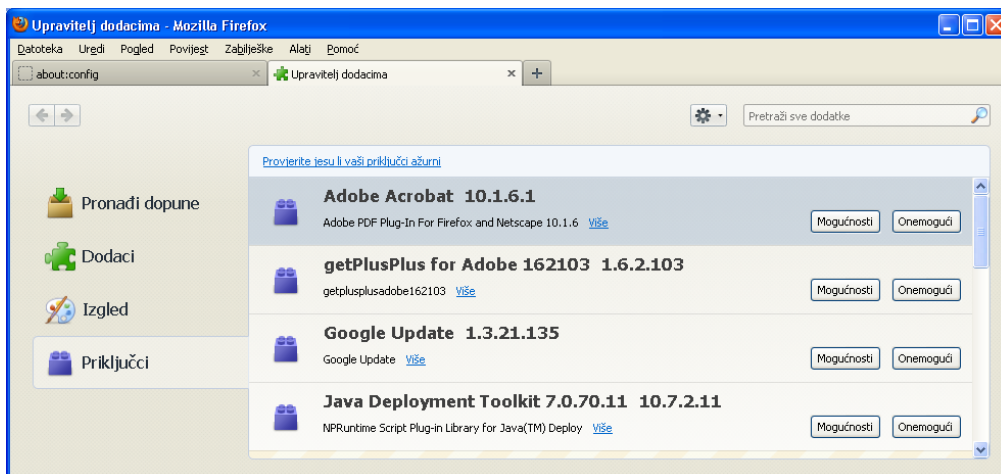 Upravitelj dodacima - Mozilla Firefox
Datoteka Uredi Pogled Povijest Zabilješke Alati Pomoć
about:config Upravitelj dodacima
Pretraži sve dodatke
Provjerite jesu li vaši priključci ažurni
Pronađi dopune
Dodaci
Izgled
Priključci
Adobe Acrobat 10.1.6.1
Adobe PDF Plug-In For Firefox and Netscape 10.1.6 Više
Mogućnosti Onemogući
getPlusPlus for Adobe 162103 1.6.2.103
getplusplusadobe162103 Više
Mogućnosti Onemogući
Google Update 1.3.21.135
Google Update Više
Mogućnosti Onemogući
Java Deployment Toolkit 7.0.70.11 10.7.2.11
NPRuntime Script Plug-in Library for Java(TM) Deploy Više
Mogućnosti Onemogući